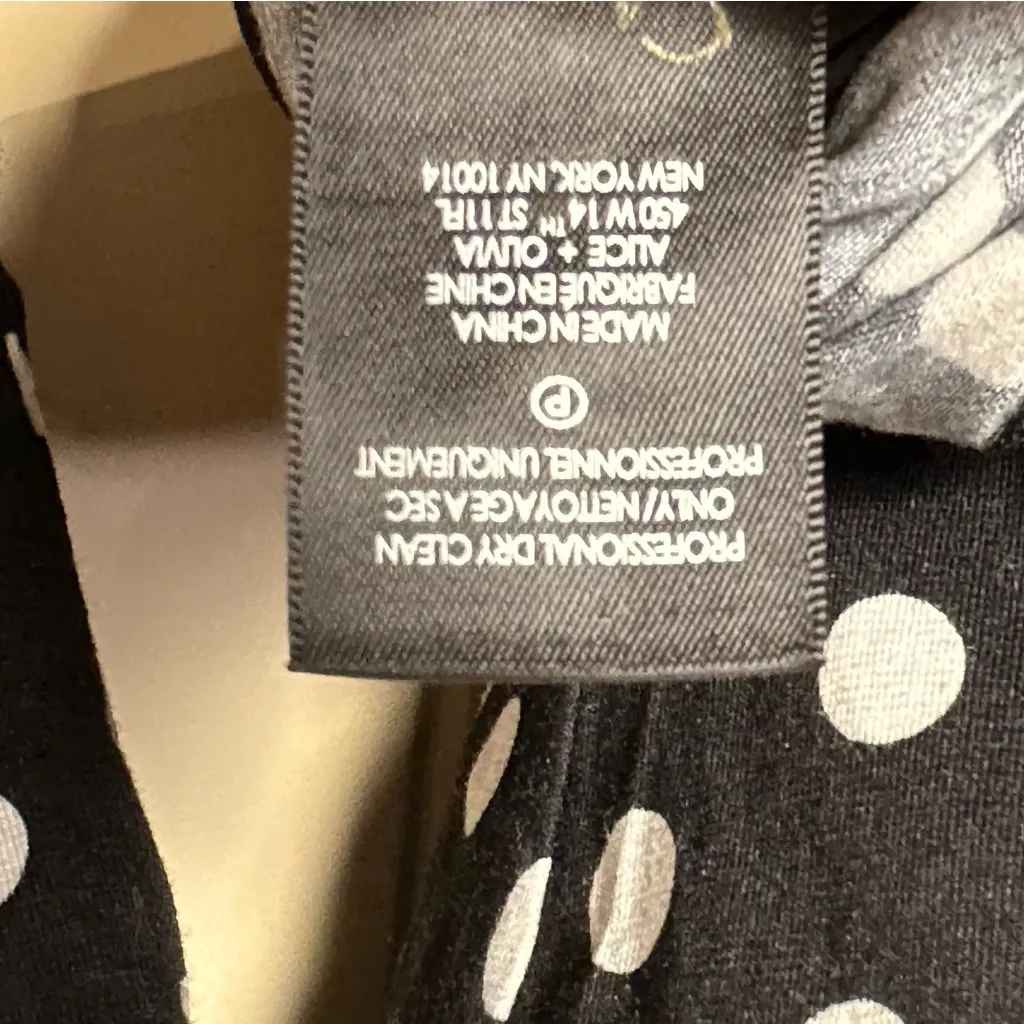 PROFESSIONAL DRY CLEAN
ONLY/ NETTOYAGE A SEC
PROFESSIONNEL UNIQUEMENT
P
MADE IN CHINA
FABRIQUÉ EN CHINE
ALICE + OLIVIA
450 W 14™ ST 11FL
NEW YORK, NY 10014